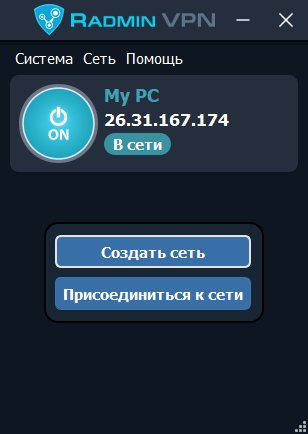 RADMIN VPN
Система Сеть Помощь
My PC
ON
26.31.167.174
В сети
Создать сеть
Присоединиться к сети